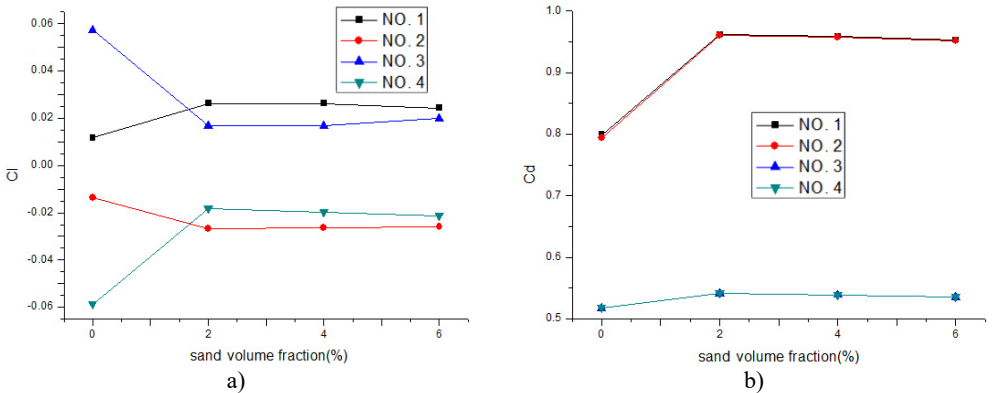 0.06
0.04
0.02
0.00
-0.02
-0.04
-0.06
Cl
0 2 4 6
sand volume fraction(%)
NO. 1
NO. 2
NO. 3
NO. 4
a)
1.0
0.9
0.8
0.7
0.6
0.5
Cd
0 2 4 6
sand volume fraction(%)
NO. 1
NO. 2
NO. 3
NO. 4
b)